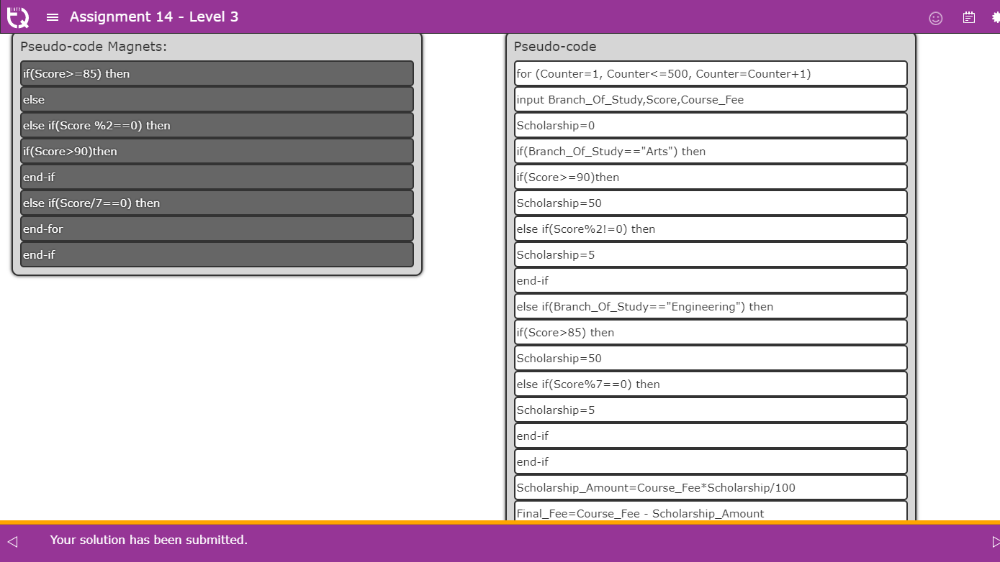 INFY
TQ
Assignment 14 - Level 3
Pseudo-code Magnets:
if(Score>=85) then
else
else if(Score %2==0) then
if(Score>90)then
end-if
else if(Score/7==0) then
end-for
end-if
Pseudo-code
for (Counter=1, Counter<=500, Counter=Counter+1)
input Branch_Of_Study,Score,Course_Fee
Scholarship=0
if(Branch_Of_Study=="Arts") then
if(Score>=90)then
Scholarship=50
else if(Score%2!=0) then
Scholarship=5
end-if
else if(Branch_Of_Study=="Engineering") then
if(Score>85) then
Scholarship=50
else if(Score%7==0) then
Scholarship=5
end-if
end-if
Scholarship_Amount=Course_Fee*Scholarship/100
Final_Fee=Course_Fee - Scholarship_Amount
Your solution has been submitted.